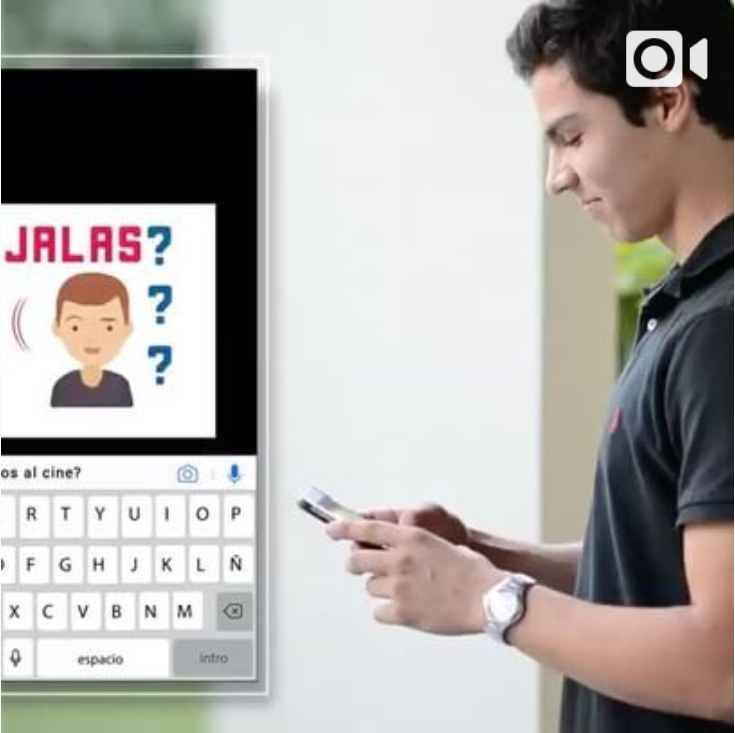 JALAS?
?
?
os al cine?
R T Y U I O P
F G H J K L Ñ
X C V B N M
espacio intro